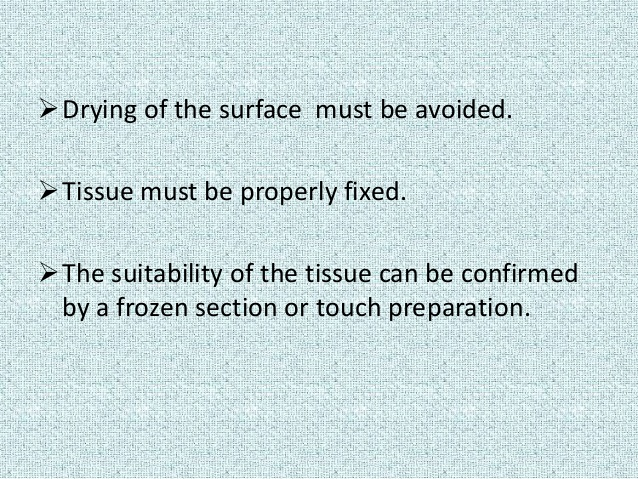 ➢Drying of the surface  must be avoided.
➢Tissue must be properly fixed.
➢The suitability of the tissue can be confirmed
by a frozen section or touch preparation.